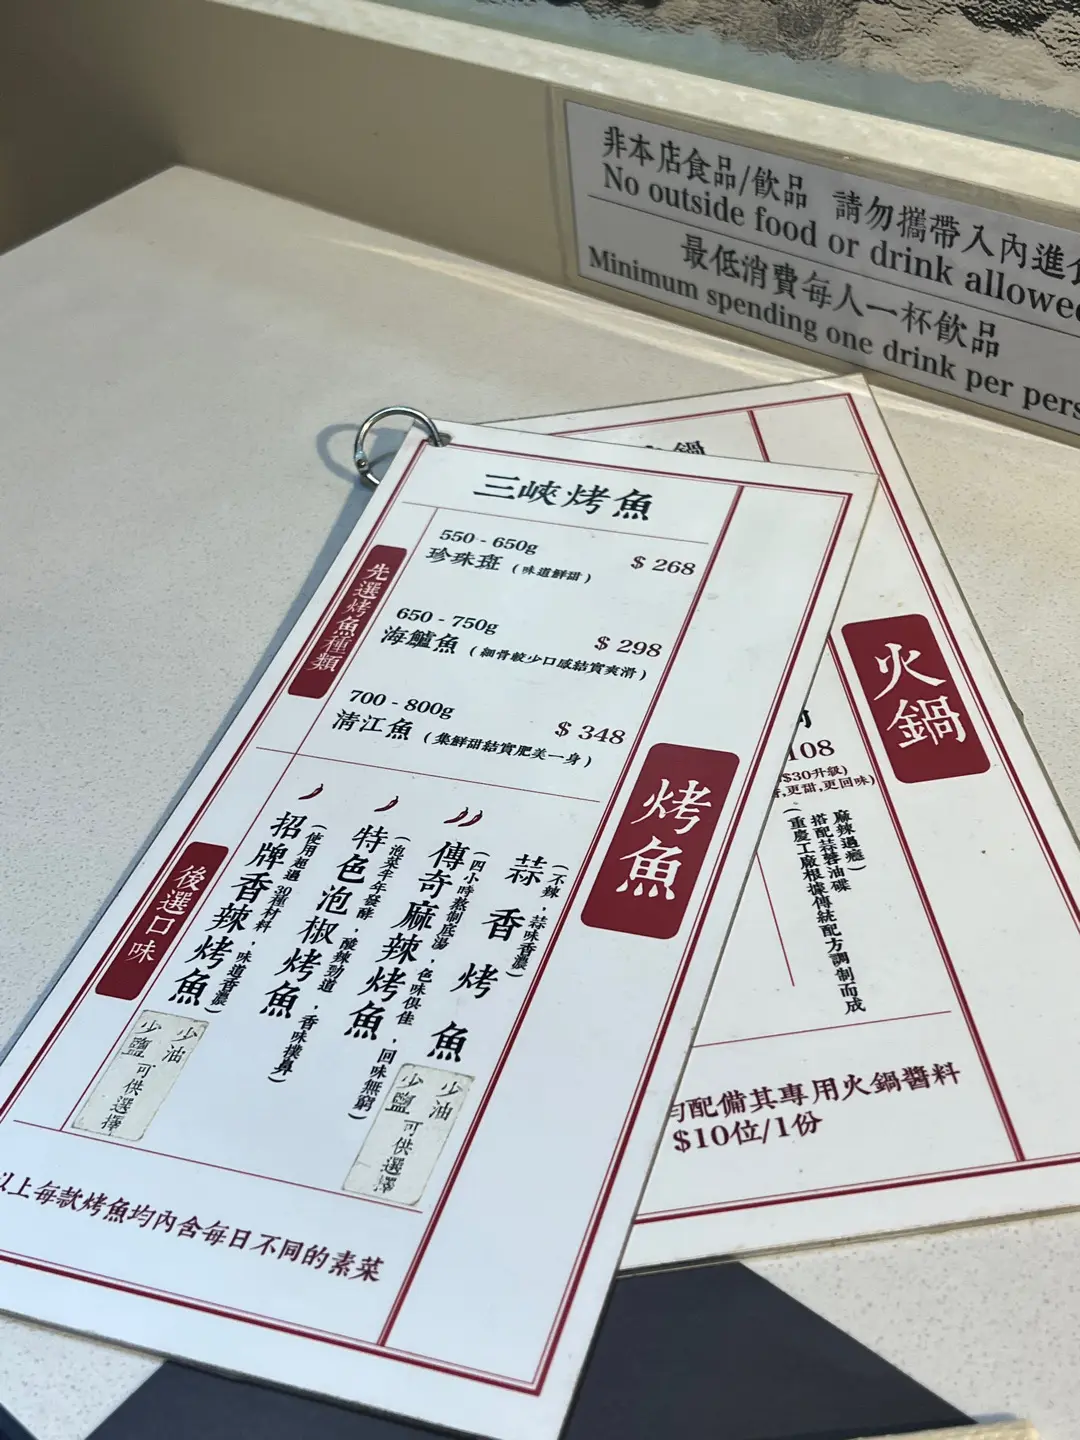 非本店食品/飲品 請勿攜帶入內進
No outside food or drink allowed
最低消費每人一杯飲品
Minimum spending one drink per pers
三峽烤魚
先選烤魚種類
550 - 650g
珍珠斑 (味道鮮甜) $ 268
650 - 750g
海鱸魚 (細骨較少口感結實爽滑) $ 298
700 - 800g
清江魚 (集鮮甜結實肥美一身) $ 348
烤魚
後選口味
招牌香辣烤魚
(使用超過30種材料，味道香濃)
特色泡椒烤魚
(泡菜半年發酵，酸辣勁道，香味撲鼻)
傳奇麻辣烤魚
(四小時熬制底湯，色味俱佳，回味無窮)
蒜香烤魚
(不辣，蒜味香濃)
少油
少鹽 可供選擇
少油
少鹽 可供選擇
以上每款烤魚均內含每日不同的素菜
鍋
火鍋
108
$30升級)
,更甜,更回味)
麻辣過癮)
搭配蒜蓉油碟
(重慶工廠根據傳統配方調制而成
均配備其專用火鍋醬料
$10位/1份